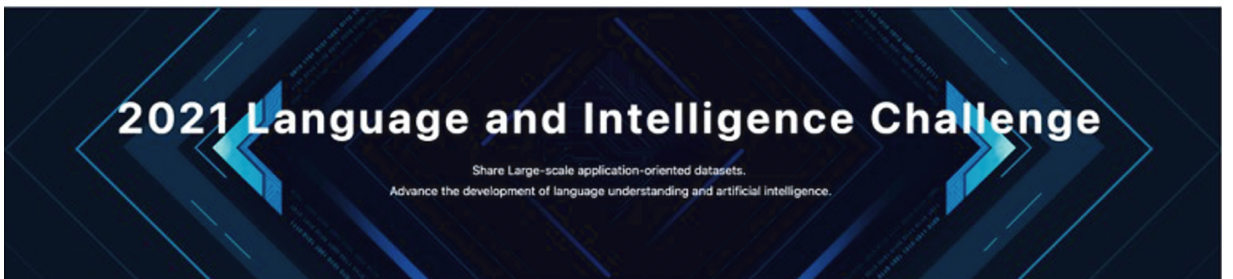 2021 Language and Intelligence Challenge
Share Large-scale application-oriented datasets.
Advance the development of language understanding and artificial intelligence.